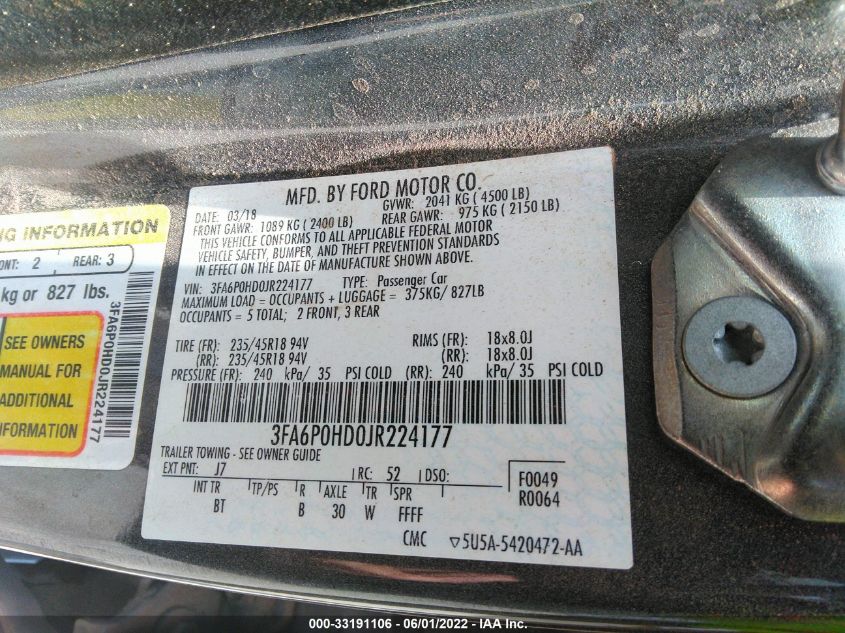 NG INFORMATION
ONT: 2 REAR: 3
kg or 827 lbs.
SEE OWNERS
MANUAL FOR
ADDITIONAL
INFORMATION
3FA6P0HD0JR224177
MFD. BY FORD MOTOR CO.
DATE: 03/18 GVWR: 2041 KG ( 4500 LB)
FRONT GAWR: 1089 KG ( 2400 LB) REAR GAWR: 975 KG ( 2150 LB)
THIS VEHICLE CONFORMS TO ALL APPLICABLE FEDERAL MOTOR
VEHICLE SAFETY, BUMPER, AND THEFT PREVENTION STANDARDS
IN EFFECT ON THE DATE OF MANUFACTURE SHOWN ABOVE.
VIN: 3FA6P0HD0JR224177 TYPE: Passenger Car
MAXIMUM LOAD = OCCUPANTS + LUGGAGE = 375KG/ 827LB
OCCUPANTS = 5 TOTAL; 2 FRONT, 3 REAR
TIRE (FR): 235/45R18 94V RIMS (FR): 18x8.0J
(RR): 235/45R18 94V (RR): 18x8.0J
PRESSURE (FR): 240 kPa/ 35 PSI COLD (RR): 240 kPa/ 35 PSI COLD
3FA6P0HD0JR224177
TRAILER TOWING - SEE OWNER GUIDE
EXT PNT: J7 RC: 52 DSO: F0049
INT TR TP/PS R AXLE TR SPR R0064
BT B 30 W FFFF
CMC ▽5U5A-5420472-AA
000-33191106 - 06/01/2022 - IAA Inc.